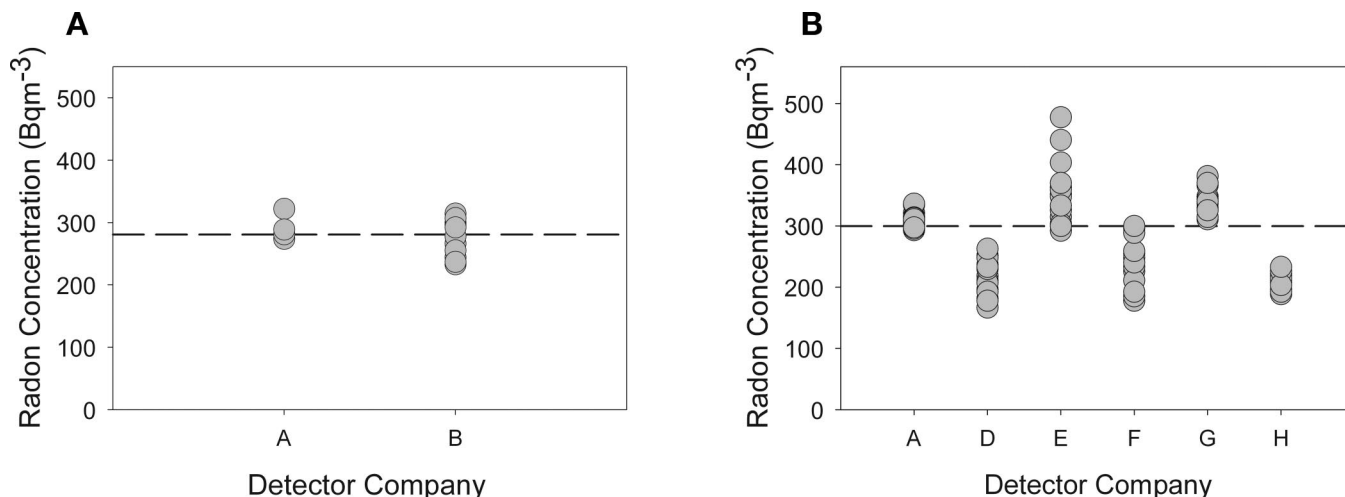 A
Radon Concentration (Bqm⁻³)
500
400
300
200
100
0
A B
Detector Company
B
Radon Concentration (Bqm⁻³)
500
400
300
200
100
0
A D E F G H
Detector Company